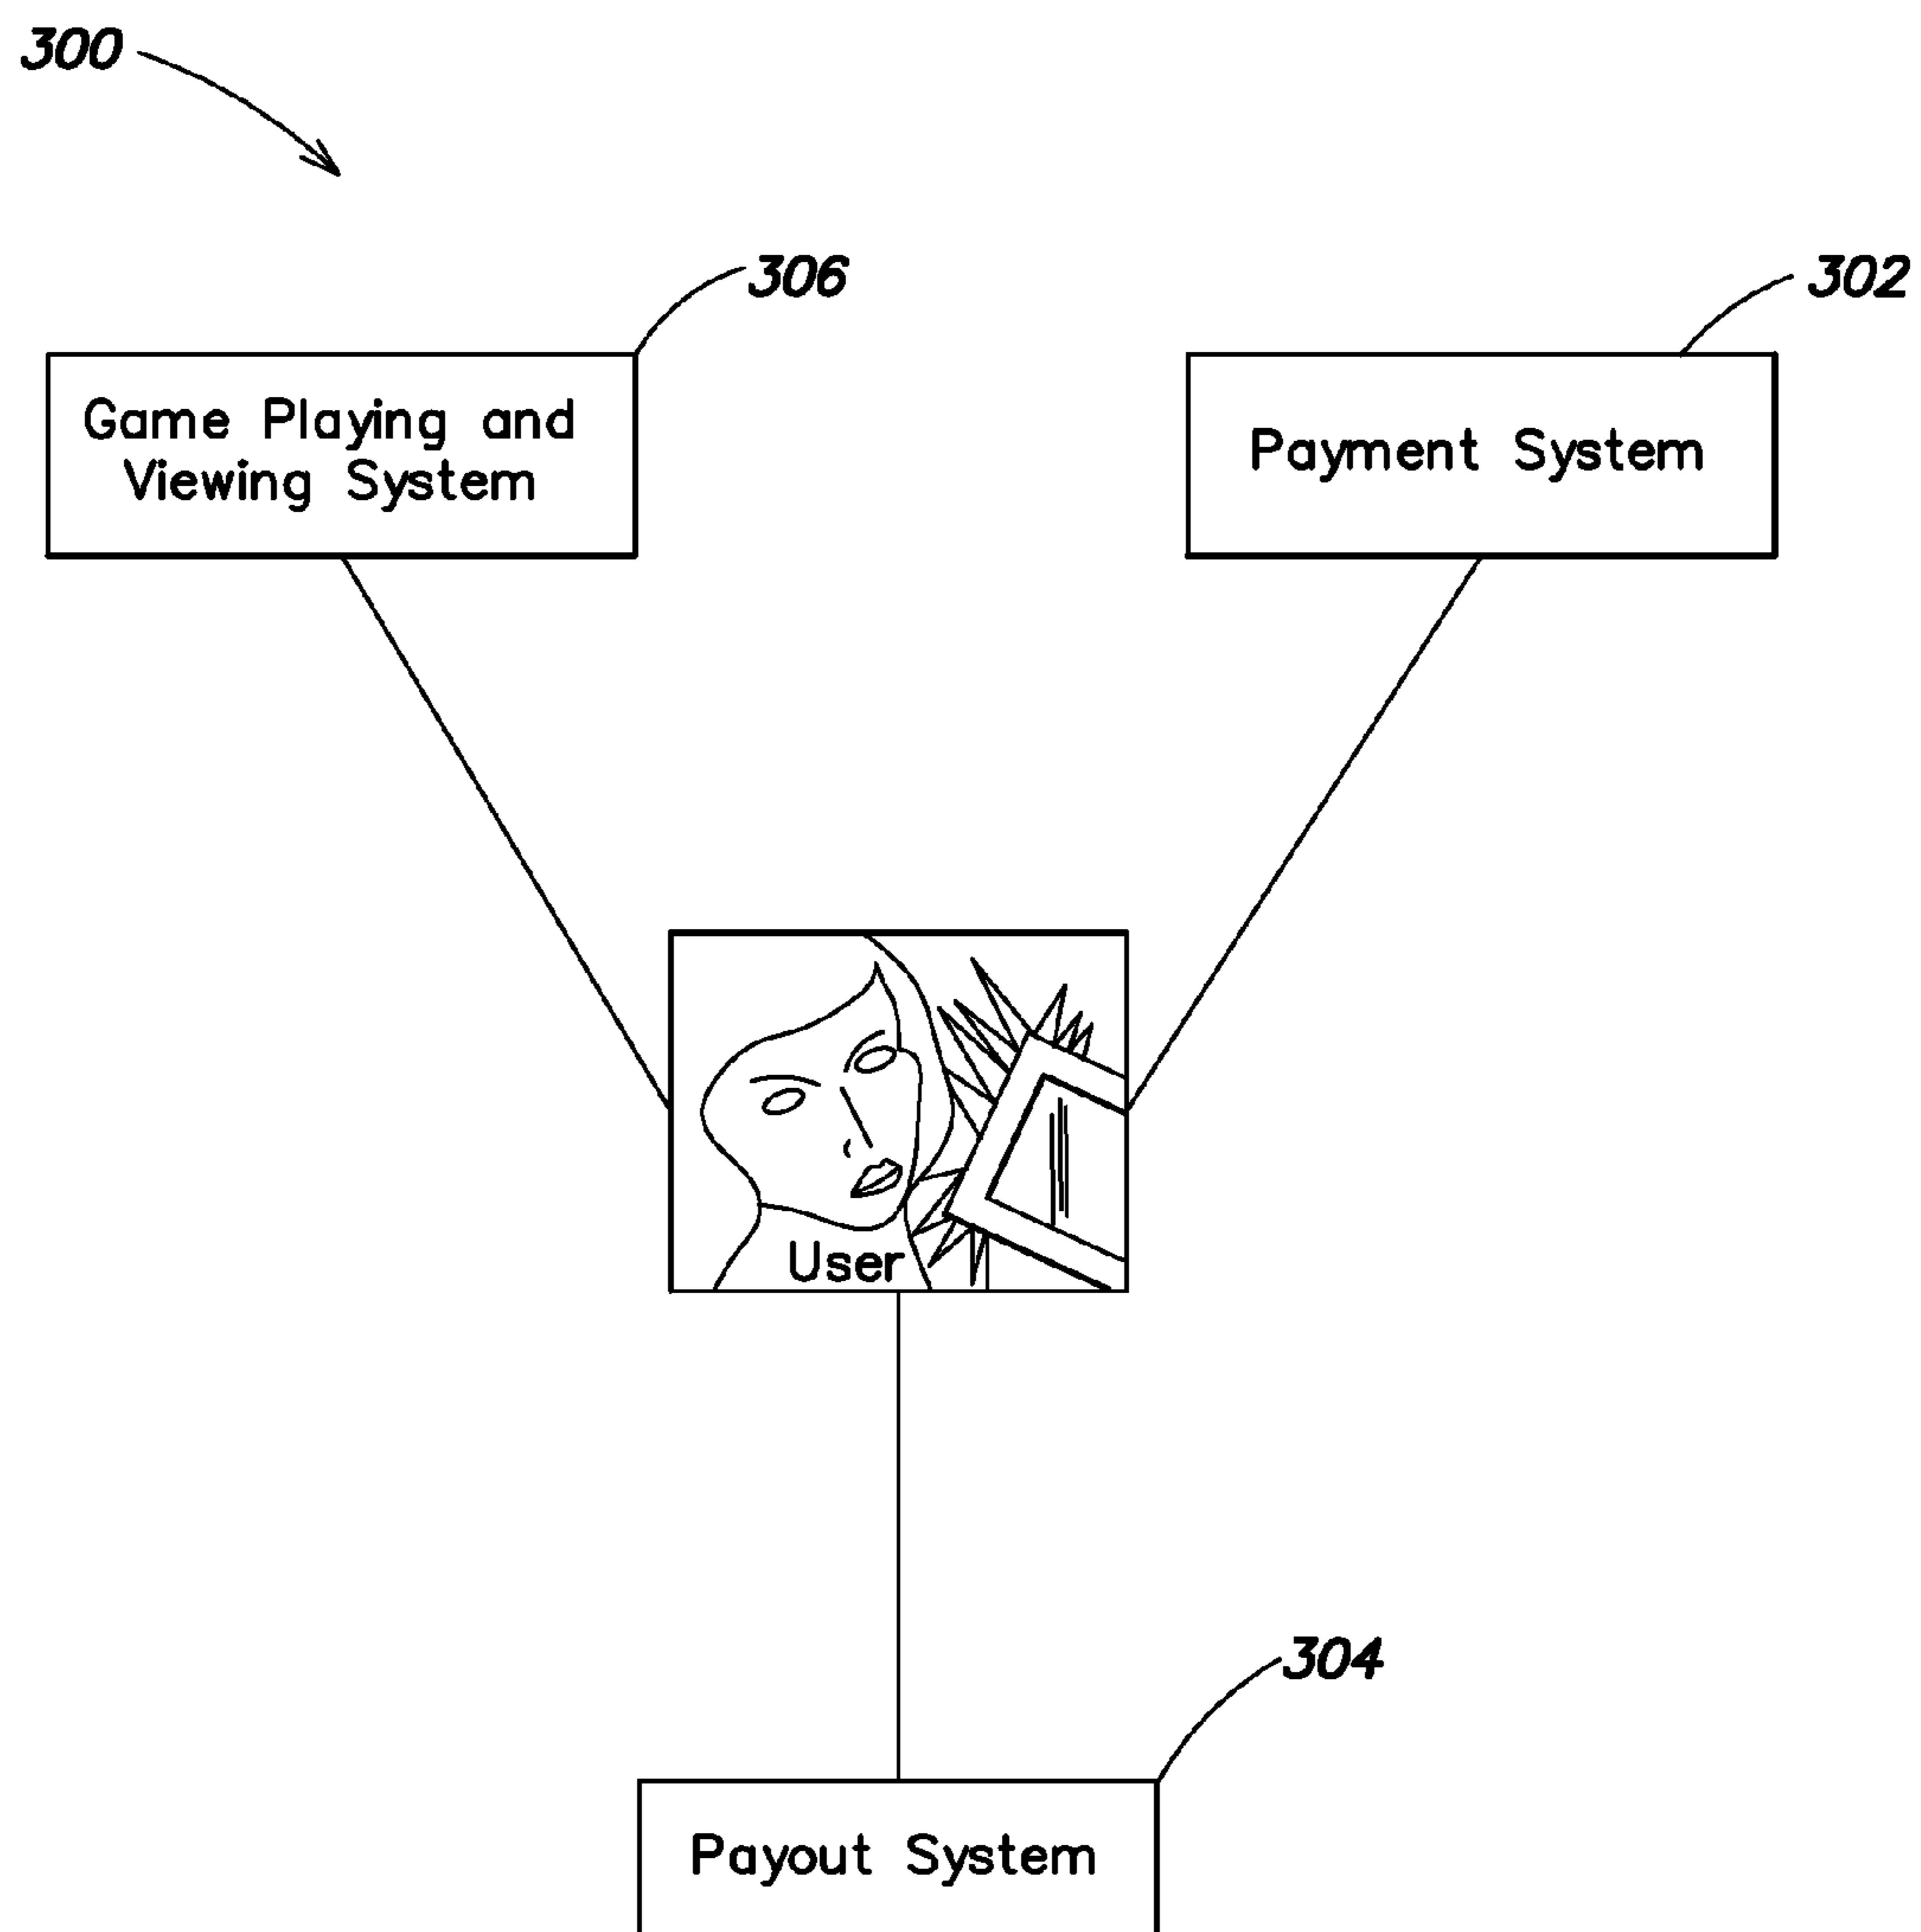 300
306
302
Game Playing and
Viewing System
Payment System
User
304
Payout System